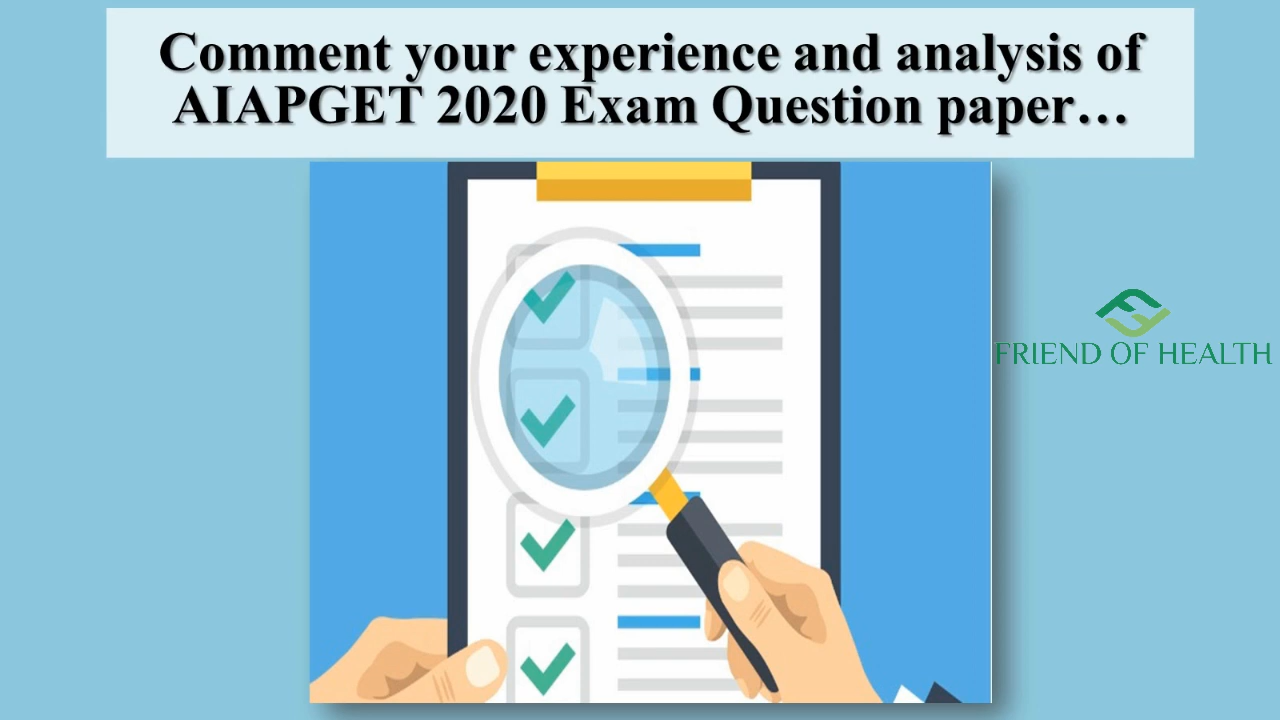 Comment your experience and analysis of
AIAPGET 2020 Exam Question paper…
FRIEND OF HEALTH